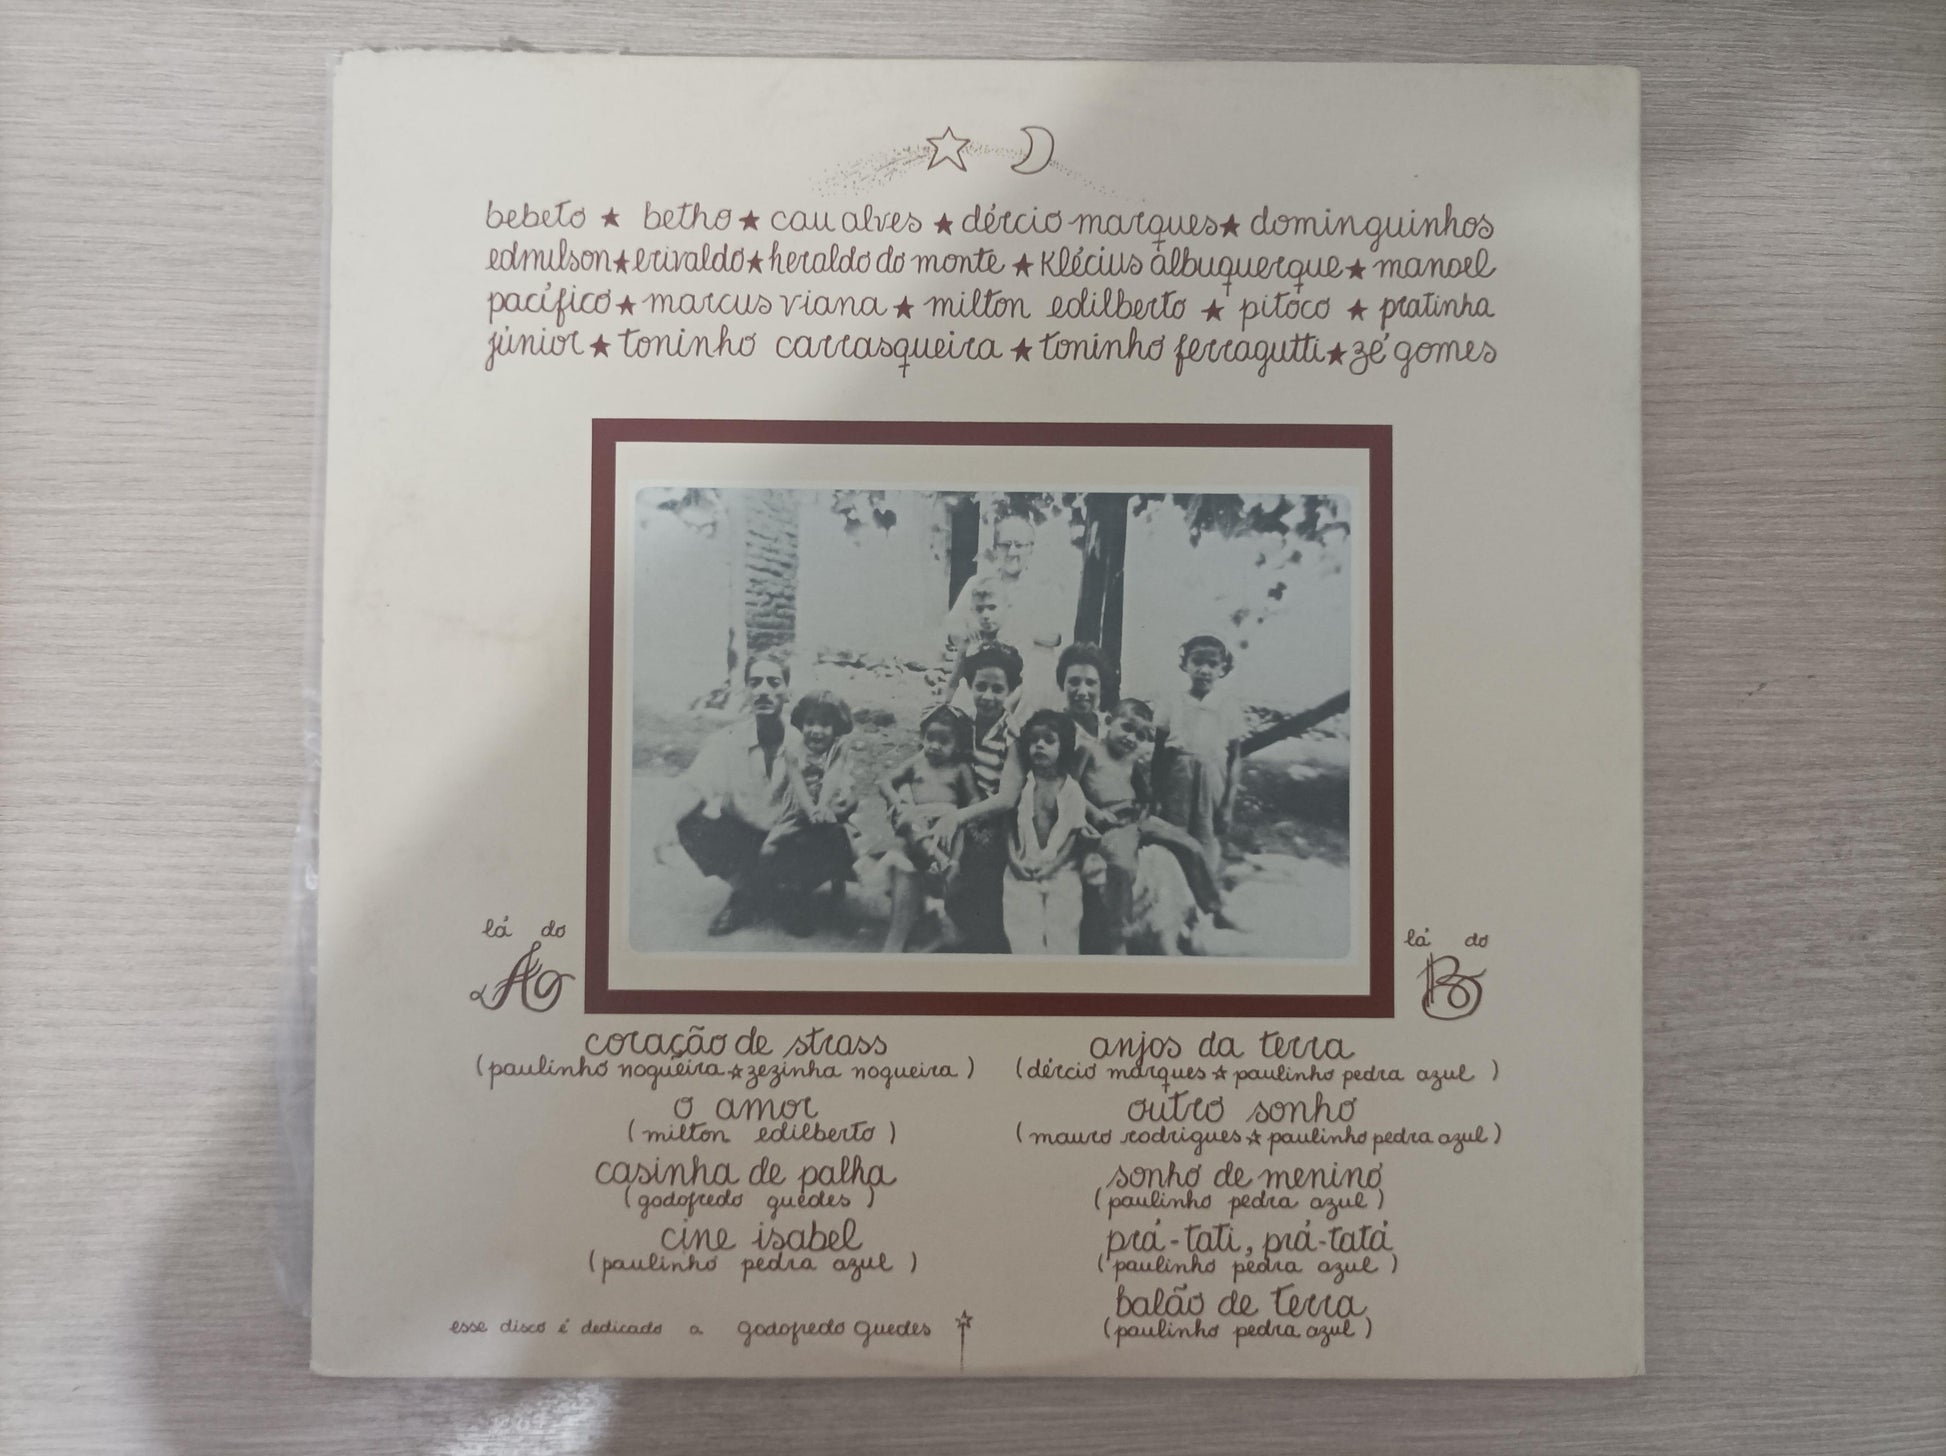 bebeto ★ betho ★ cau alves ★ dércio marques ★ dominguinhos
edmilson ★ erivaldo ★ heraldo do monte ★ klécius albuquerque ★ manoel
pacífico ★ marcus viana ★ milton edilberto ★ pitôco ★ pratinha
júnior ★ toninho carrasqueira ★ toninho ferragutti ★ zé gomes
lá do
A
lá do
B
coração de strass
(paulinho nogueira ☆ zezinha nogueira)
o amor
(milton edilberto)
casinha de palha
(godofredo guedes)
cine isabel
(paulinho pedra azul)
esse disco é dedicado a godofredo guedes
anjos da terra
(dércio marques ☆ paulinho pedra azul)
outro sonho
(mauro rodrigues ☆ paulinho pedra azul)
sonho de menino
(paulinho pedra azul)
prá-tati, prá-tatá
(paulinho pedra azul)
balão de terra
(paulinho pedra azul)